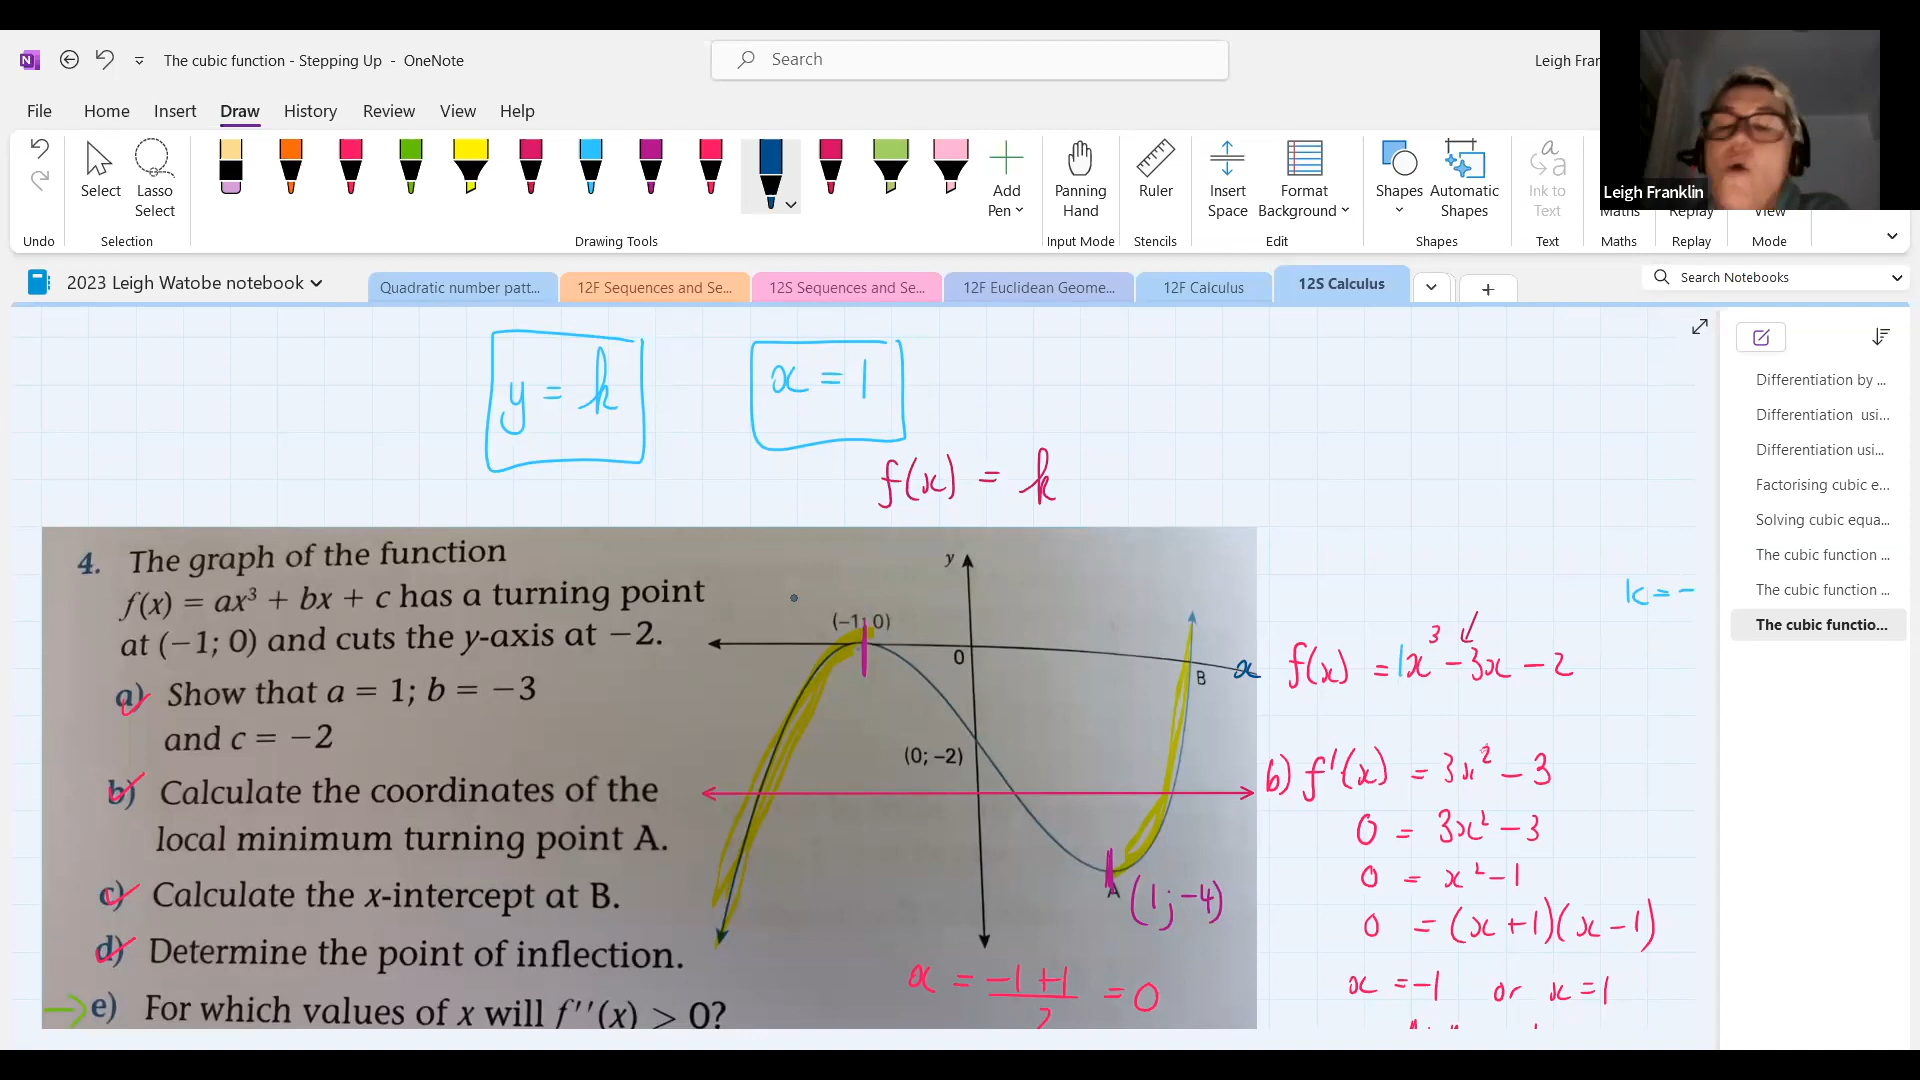 The cubic function - Stepping Up - OneNote
Search
Leigh Fran
File Home Insert Draw History Review View Help
Select
Lasso Select
Add Pen
Panning Hand
Ruler
Insert Space
Format Background
Shapes
Automatic Shapes
Ink to Text
Maths
Replay
View
Leigh Franklin
Undo
Selection
Drawing Tools
Input Mode
Stencils
Edit
Shapes
Text
Maths
Replay
Mode
2023 Leigh Watobe notebook
Quadratic number patt...
12F Sequences and Se...
12S Sequences and Se...
12F Euclidean Geome...
12F Calculus
12S Calculus
Search Notebooks
Differentiation by ...
Differentiation usi...
Differentiation usi...
Factorising cubic e...
Solving cubic equa...
The cubic function ...
The cubic function ...
The cubic functio...
y = k
x = 1
f(x) = k
4. The graph of the function
f(x) = ax³ + bx + c has a turning point
at (−1; 0) and cuts the y-axis at −2.
a) Show that a = 1; b = −3
and c = −2
b) Calculate the coordinates of the
local minimum turning point A.
c) Calculate the x-intercept at B.
d) Determine the point of inflection.
e) For which values of x will f''(x) > 0?
y
(−1; 0)
0
B
x
(0; −2)
A
(1; −4)
x = (−1 + 1)/2 = 0
k = −
f(x) = 1x³ − 3x − 2
b) f'(x) = 3x² − 3
0 = 3x² − 3
0 = x² − 1
0 = (x + 1)(x − 1)
x = −1 or x = 1